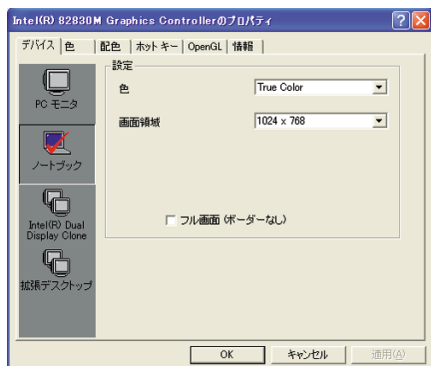 Intel(R) 82830M Graphics Controllerのプロパティ
デバイス 色 配色 ホットキー OpenGL 情報
設定
PC モニタ
色 True Color
画面領域 1024 x 768
ノートブック
Intel(R) Dual
Display Clone
フル画面 (ボーダーなし)
拡張デスクトップ
OK キャンセル 適用(A)